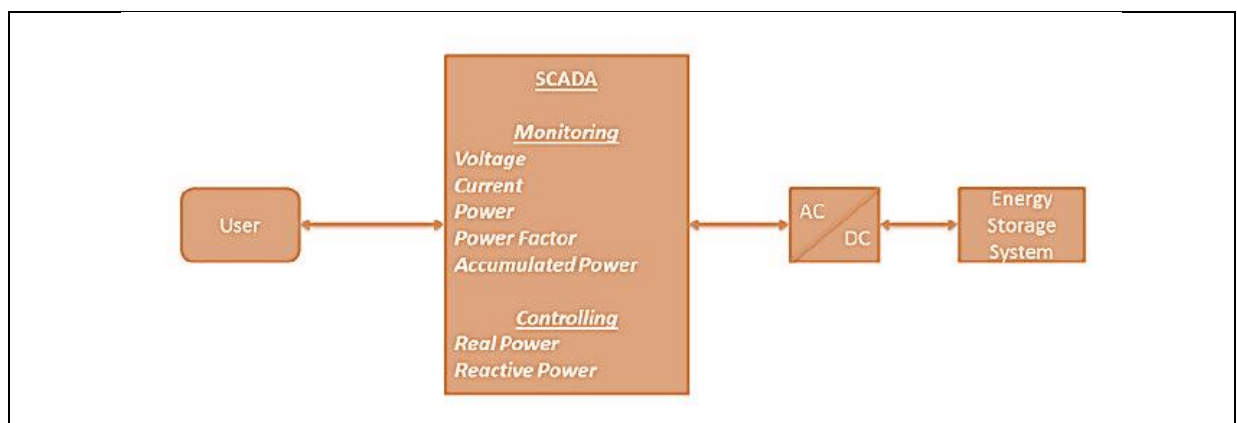 SCADA
Monitoring
Voltage
Current
Power
Power Factor
Accumulated Power
Controlling
Real Power
Reactive Power
User
AC
DC
Energy
Storage
System